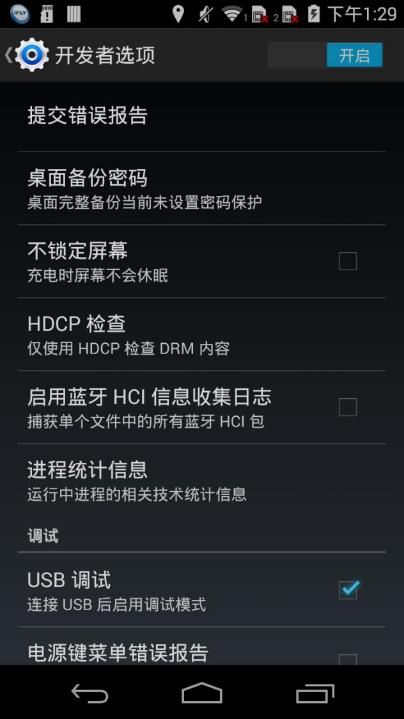 iFLY
1
2
下午1:29
开发者选项
开启
提交错误报告
桌面备份密码
桌面完整备份当前未设置密码保护
不锁定屏幕
充电时屏幕不会休眠
HDCP 检查
仅使用 HDCP 检查 DRM 内容
启用蓝牙 HCI 信息收集日志
捕获单个文件中的所有蓝牙 HCI 包
进程统计信息
运行中进程的相关技术统计信息
调试
USB 调试
连接 USB 后启用调试模式
电源键菜单错误报告